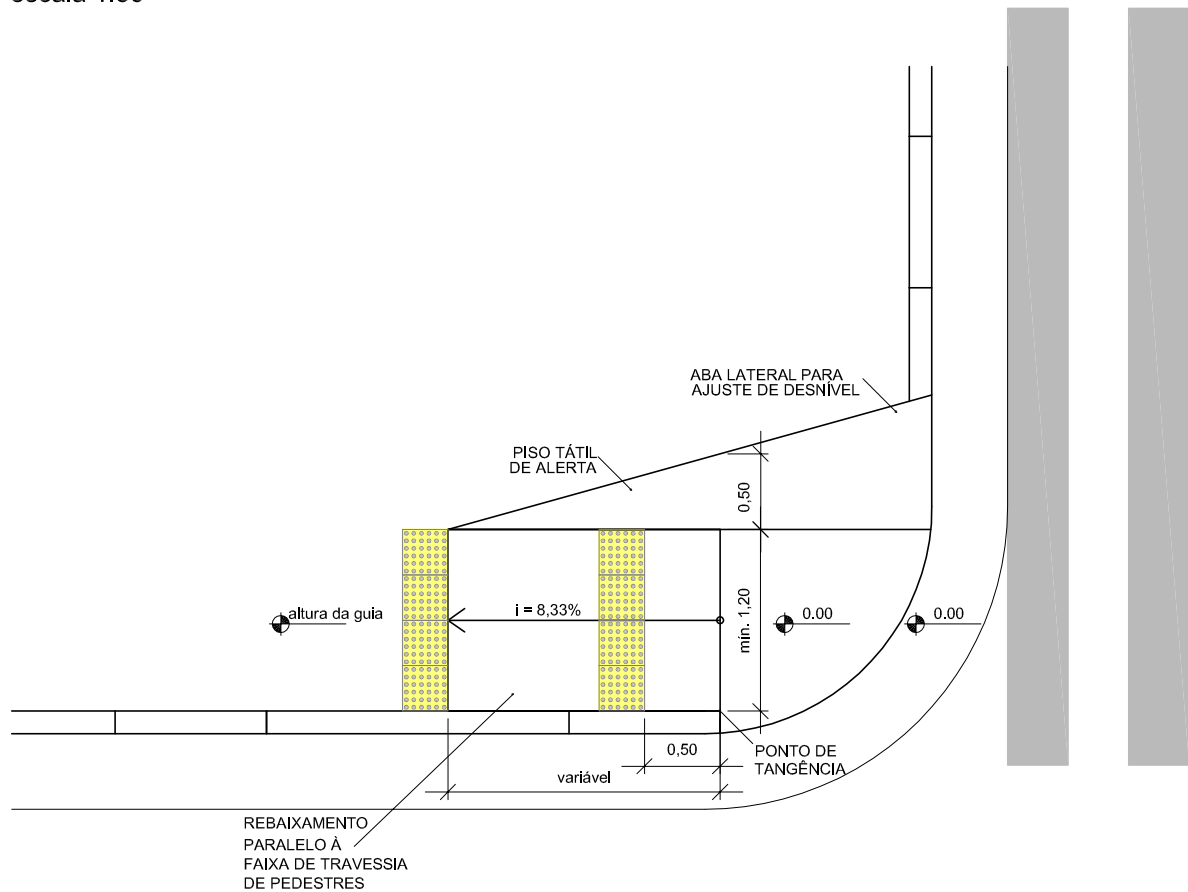 ABA LATERAL PARA
AJUSTE DE DESNÍVEL
PISO TÁTIL
DE ALERTA
0,50
altura da guia
i = 8,33%
mín. 1,20
0.00
0.00
0,50
PONTO DE
TANGÊNCIA
variável
REBAIXAMENTO
PARALELO À
FAIXA DE TRAVESSIA
DE PEDESTRES